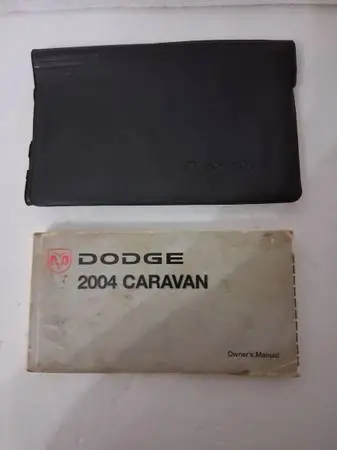 DODGE
2004 CARAVAN
Owner's Manual